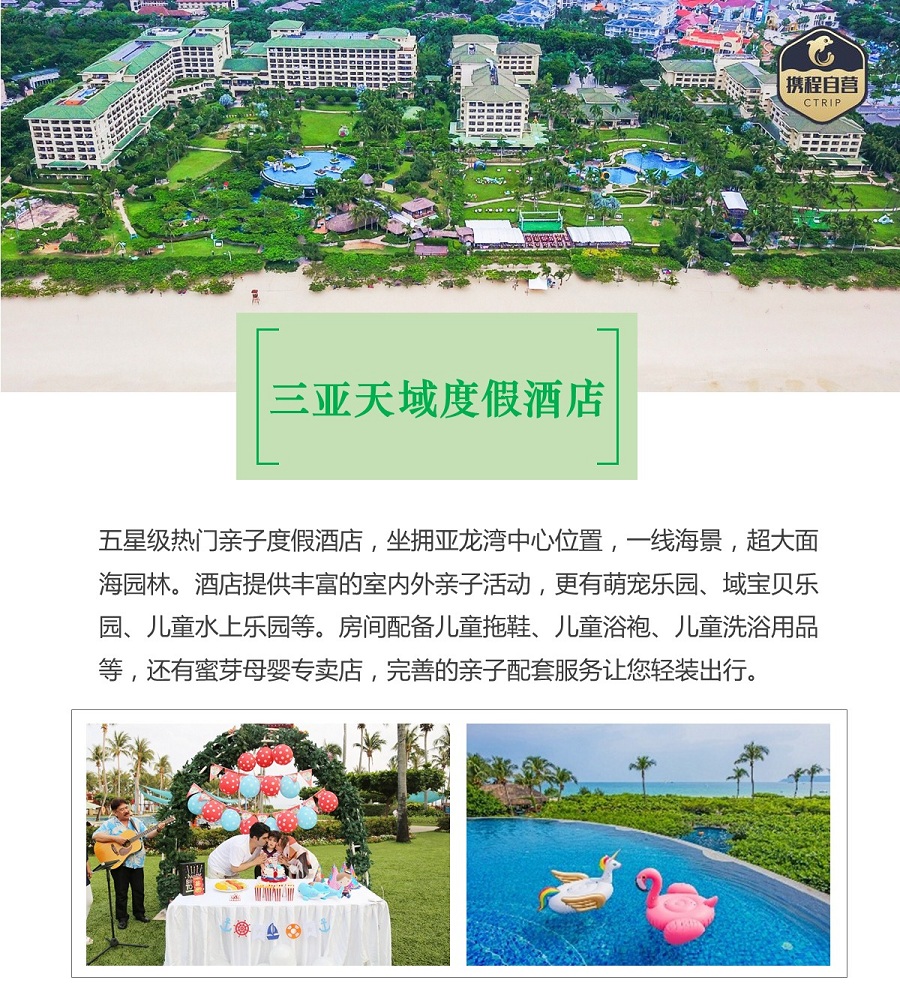 携程自营
CTRIP
三亚天域度假酒店
五星级热门亲子度假酒店，坐拥亚龙湾中心位置，一线海景，超大面
海园林。酒店提供丰富的室内外亲子活动，更有萌宠乐园、域宝贝乐
园、儿童水上乐园等。房间配备儿童拖鞋、儿童浴袍、儿童洗浴用品
等，还有蜜芽母婴专卖店，完善的亲子配套服务让您轻装出行。